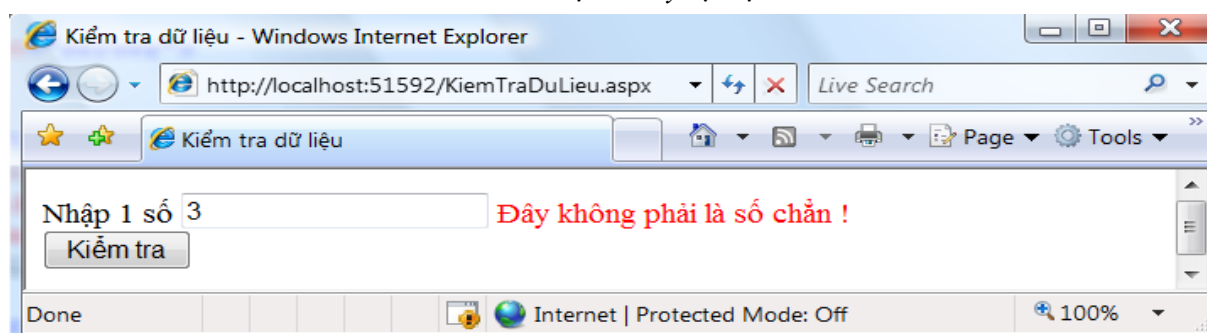 Kiểm tra dữ liệu - Windows Internet Explorer
http://localhost:51592/KiemTraDuLieu.aspx
Live Search
Kiểm tra dữ liệu
Page
Tools
Nhập 1 số 3 Đây không phải là số chẳn !
Kiểm tra
Done
Internet | Protected Mode: Off
100%